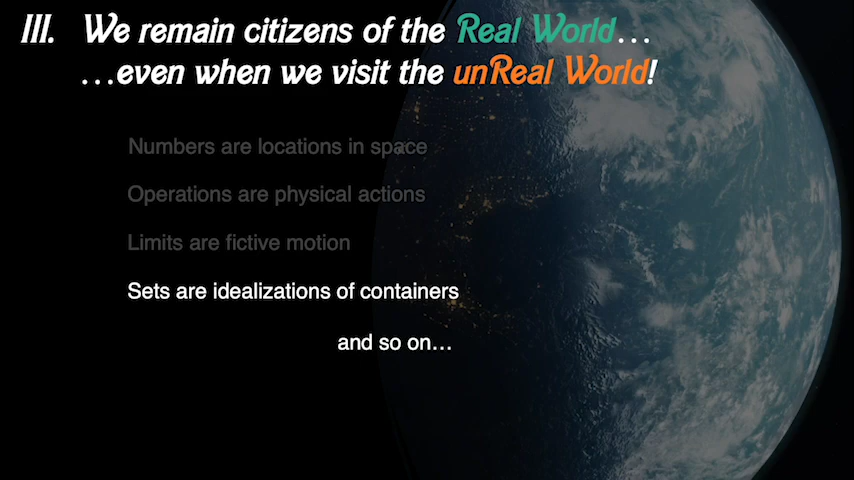 III. We remain citizens of the Real World...
...even when we visit the unReal World!
Numbers are locations in space
Operations are physical actions
Limits are fictive motion
Sets are idealizations of containers
and so on...